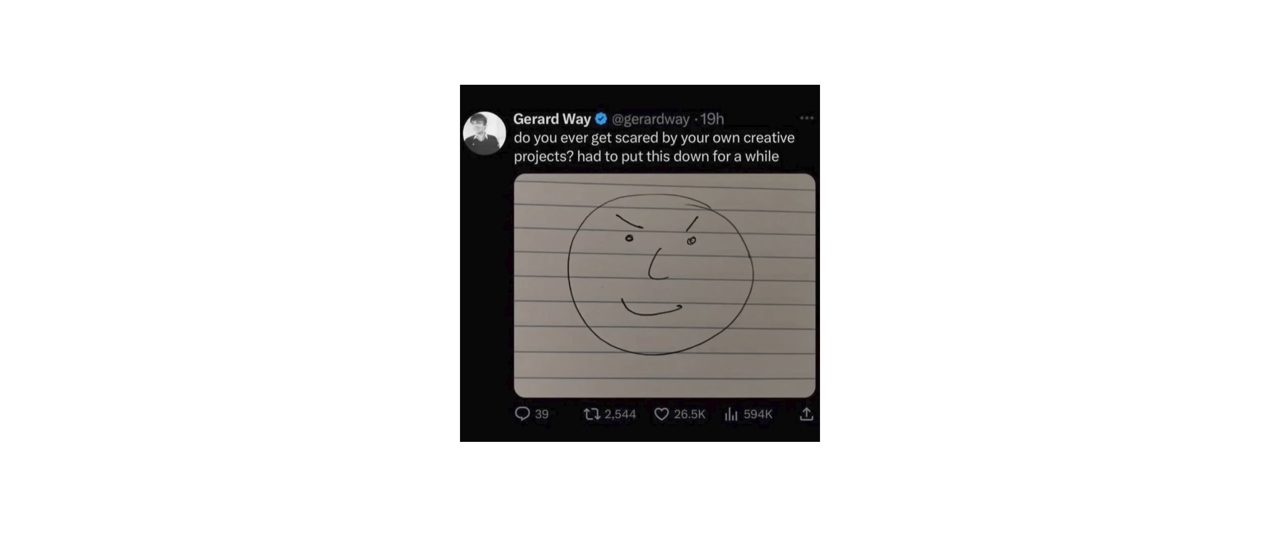 Gerard Way @gerardway · 19h
do you ever get scared by your own creative
projects? had to put this down for a while
39 2,544 26.5K 594K